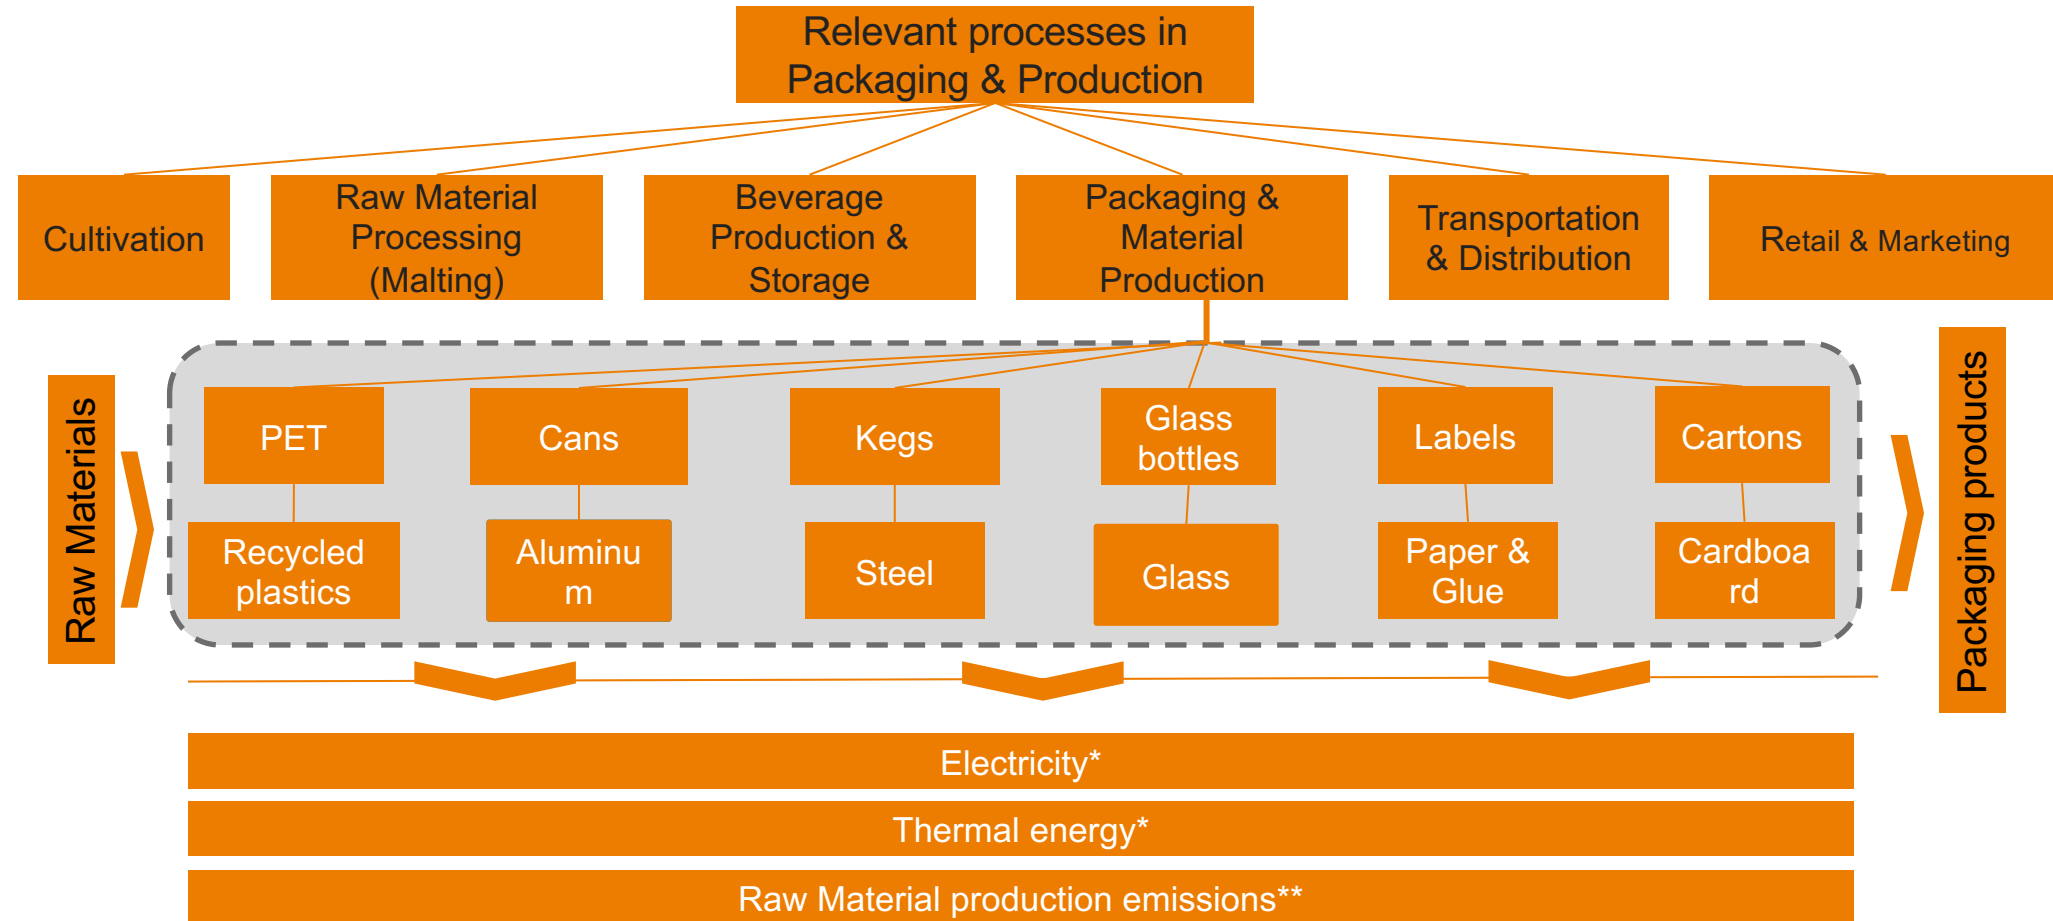 Relevant processes in
Packaging & Production
Cultivation
Raw Material
Processing
(Malting)
Beverage
Production &
Storage
Packaging &
Material
Production
Transportation
& Distribution
Retail & Marketing
Raw Materials
PET
Cans
Kegs
Glass
bottles
Labels
Cartons
Recycled
plastics
Aluminu
m
Steel
Glass
Paper &
Glue
Cardboa
rd
Packaging products
Electricity*
Thermal energy*
Raw Material production emissions**